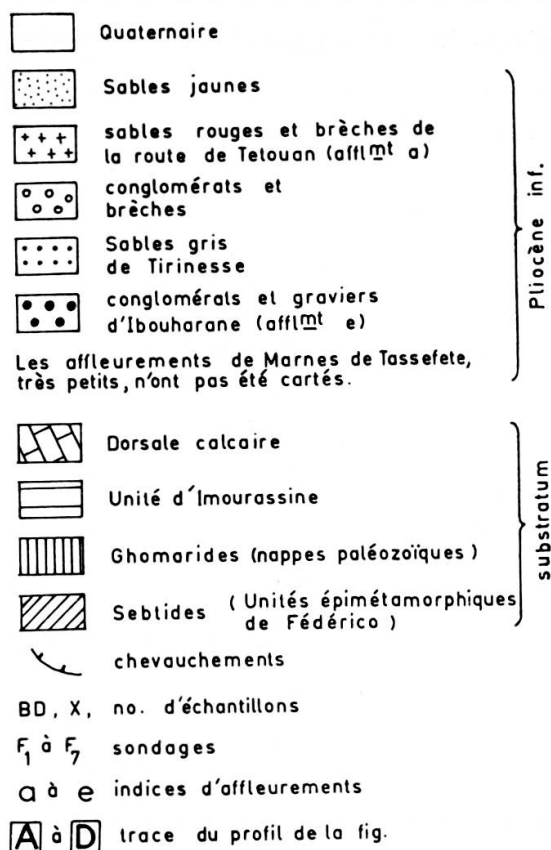 Quaternaire
Sables jaunes
sables rouges et brèches de
la route de Tetouan (afflmt a)
conglomérats et
brèches
Sables gris
de Tirinesse
conglomérats et graviers
d'Ibouharane (afflmt e)
Les affleurements de Marnes de Tassefete,
très petits, n'ont pas été cartés.
Pliocène inf.
Dorsale calcaire
Unité d'Imourassine
Ghomarides (nappes paléozoïques)
Sebtides (Unités épimétamorphiques
de Fédérico)
substratum
chevauchements
BD, X, no. d'échantillons
F1 à F7 sondages
a à e indices d'affleurements
A à D trace du profil de la fig.